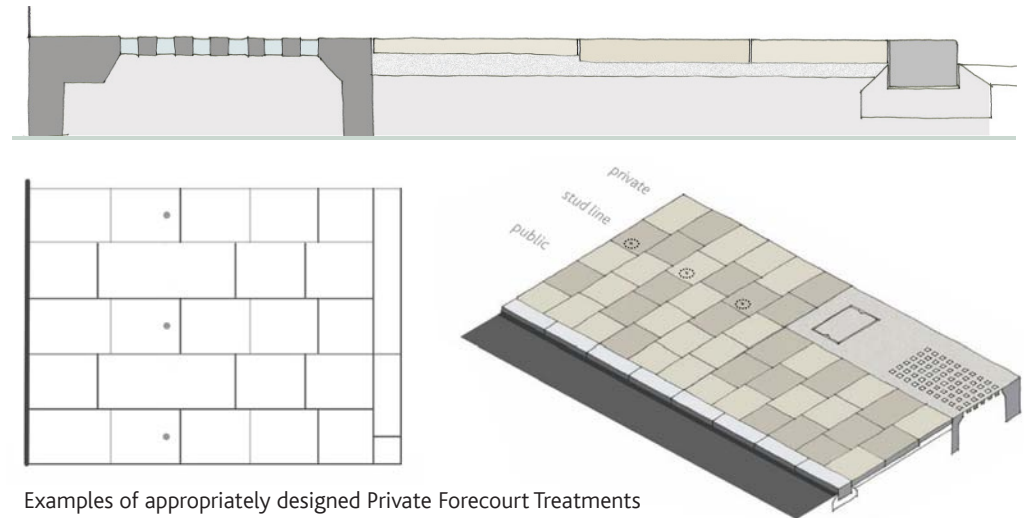 private
stud line
public
Examples of appropriately designed Private Forecourt Treatments